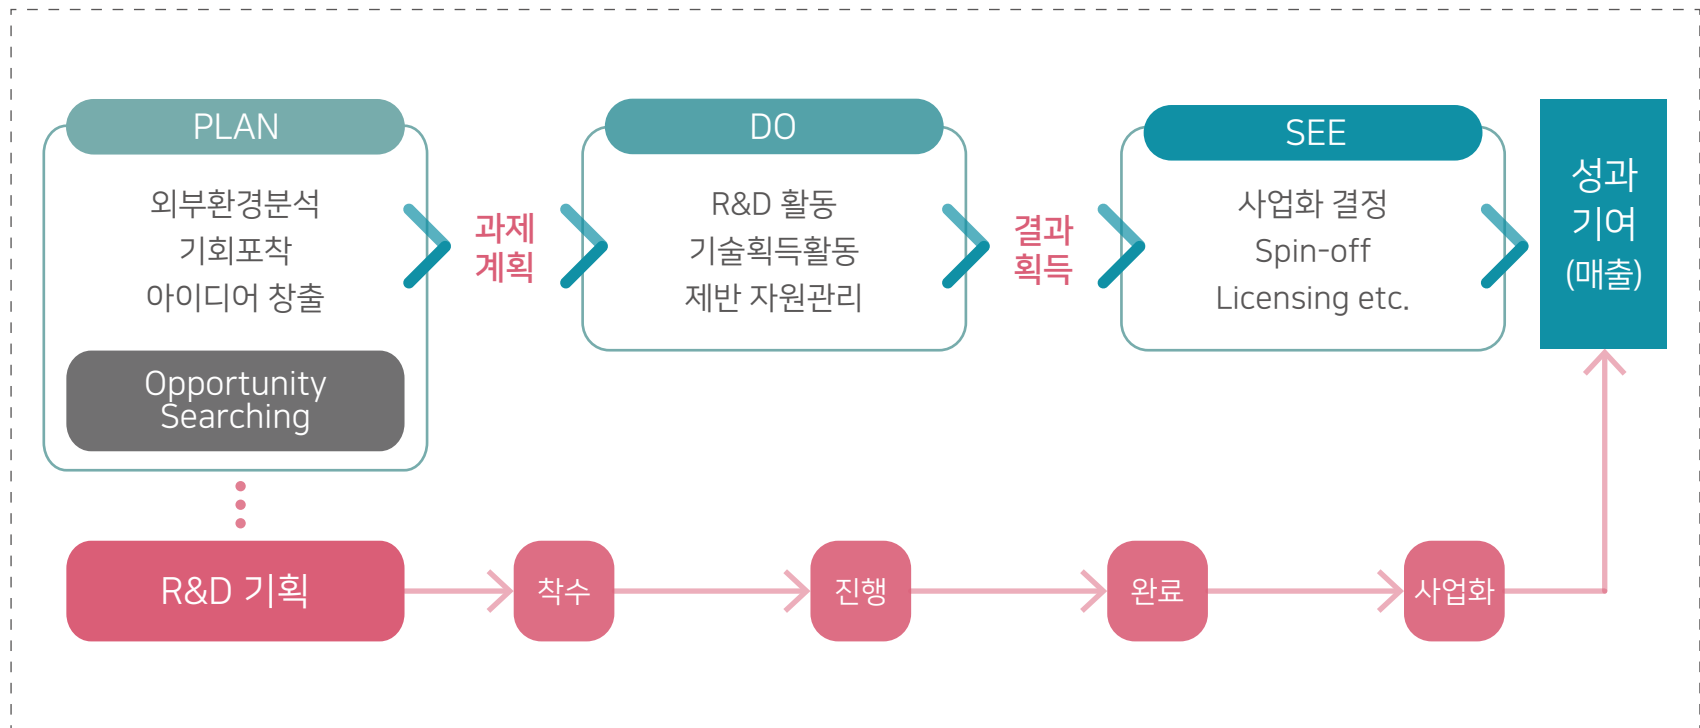 PLAN
외부환경분석
기회포착
아이디어 창출
Opportunity
Searching
과제
계획
DO
R&D 활동
기술획득활동
제반 자원관리
결과
획득
SEE
사업화 결정
Spin-off
Licensing etc.
성과
기여
(매출)
R&D 기획
착수
진행
완료
사업화